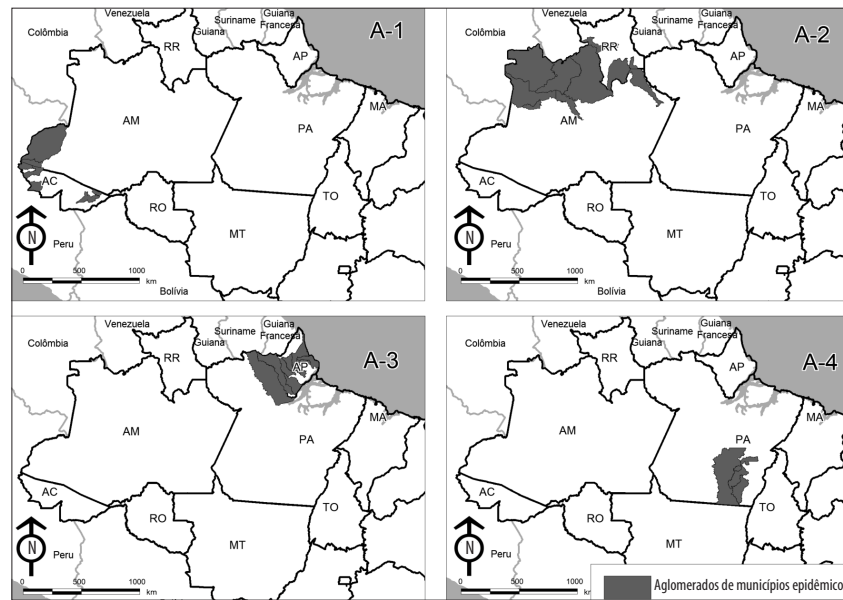 A-1
Venezuela
Suriname
Guiana
Francesa
Colômbia
Guiana
RR
AP
AM
PA
MA
AC
RO
TO
MT
N
Peru
0 500 1000
km
Bolívia
A-2
Venezuela
Suriname
Guiana
Francesa
Colômbia
Guiana
RR
AP
AM
PA
MA
AC
RO
TO
MT
N
Peru
0 500 1000
km
Bolívia
A-3
Venezuela
Suriname
Guiana
Francesa
Colômbia
Guiana
RR
AP
AM
PA
MA
AC
RO
TO
MT
N
Peru
0 500 1000
km
A-4
Venezuela
Suriname
Guiana
Francesa
Colômbia
Guiana
RR
AP
AM
PA
MA
AC
RO
TO
MT
N
Peru
0 500 1000
km
Aglomerados de municípios epidêmico